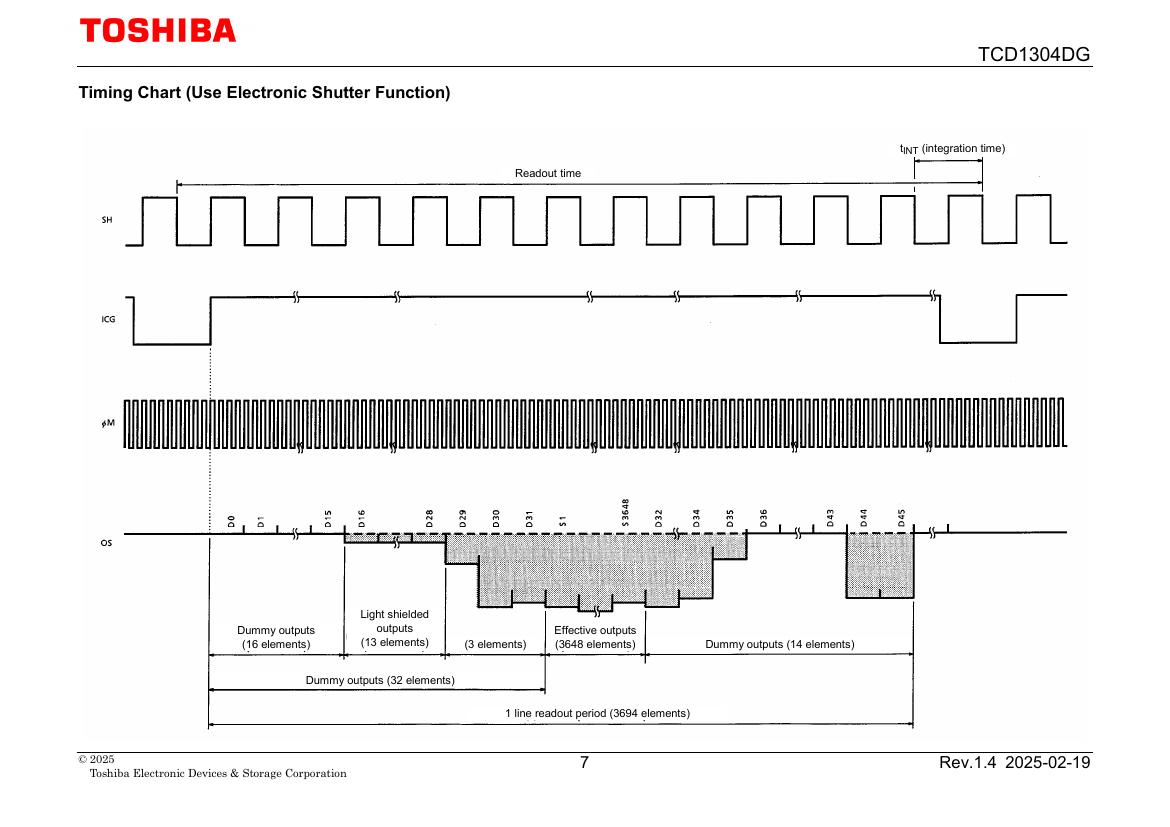 TOSHIBA
TCD1304DG
Timing Chart (Use Electronic Shutter Function)
tINT (integration time)
Readout time
SH
ICG
φM
D0 D1 D15 D16 D28 D29 D30 D31 S1 S3648 D32 D34 D35 D36 D43 D44 D45
OS
Light shielded
outputs
(13 elements)
Dummy outputs
(16 elements)
(3 elements)
Effective outputs
(3648 elements)
Dummy outputs (14 elements)
Dummy outputs (32 elements)
1 line readout period (3694 elements)
© 2025
Toshiba Electronic Devices & Storage Corporation
7
Rev.1.4 2025-02-19